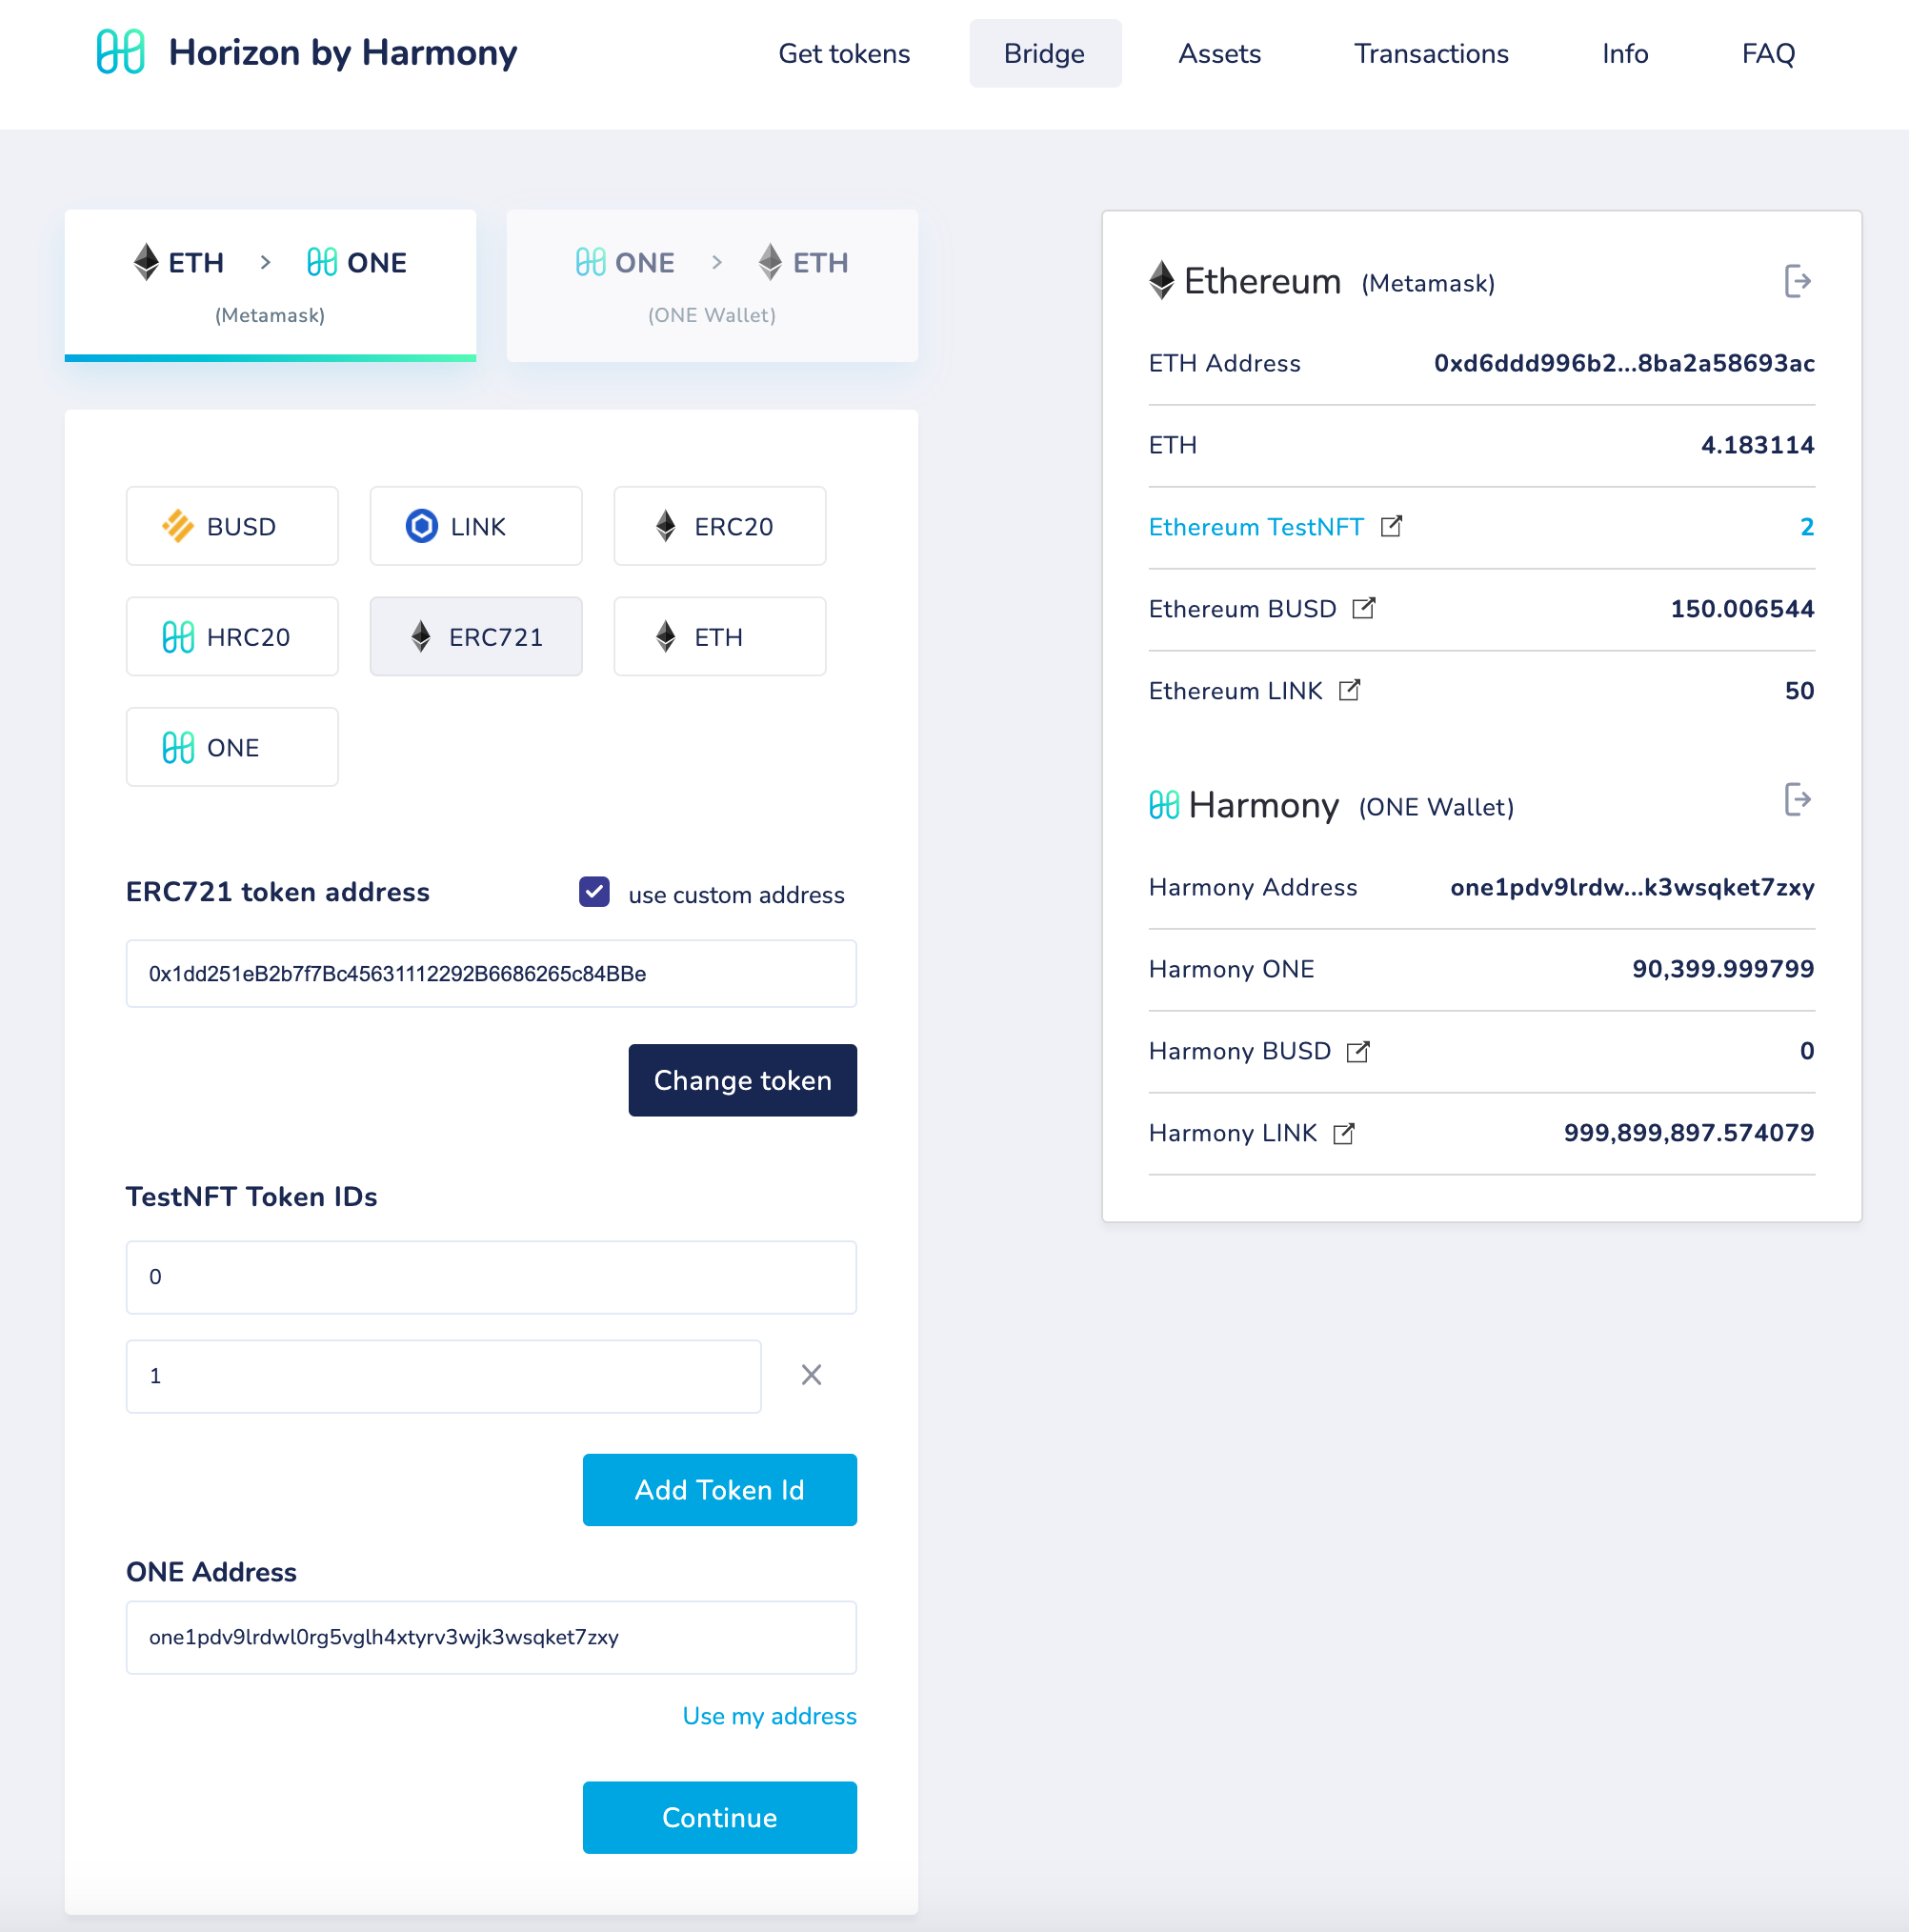 Horizon by Harmony
Get tokens
Bridge
Assets
Transactions
Info
FAQ
ETH > ONE
(Metamask)
ONE > ETH
(ONE Wallet)
BUSD
LINK
ERC20
HRC20
ERC721
ETH
ONE
ERC721 token address
use custom address
0x1dd251eB2b7f7Bc45631112292B6686265c84BBe
Change token
TestNFT Token IDs
0
1
Add Token Id
ONE Address
one1pdv9lrdwl0rg5vglh4xtyrv3wjk3wsqket7zxy
Use my address
Continue
Ethereum (Metamask)
ETH Address 0xd6ddd996b2...8ba2a58693ac
ETH 4.183114
Ethereum TestNFT 2
Ethereum BUSD 150.006544
Ethereum LINK 50
Harmony (ONE Wallet)
Harmony Address one1pdv9lrdw...k3wsqket7zxy
Harmony ONE 90,399.999799
Harmony BUSD 0
Harmony LINK 999,899,897.574079